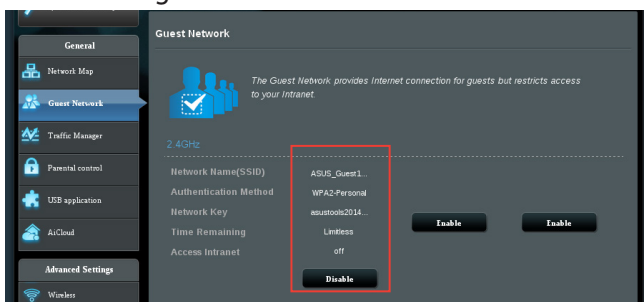 General
Network Map
Guest Network
Traffic Manager
Parental control
USB application
AiCloud
Advanced Settings
Wireless
Guest Network
The Guest Network provides Internet connection for guests but restricts access
to your Intranet.
2.4GHz
Network Name(SSID) ASUS_Guest1...
Authentication Method WPA2-Personal
Network Key asustools2014...
Time Remaining Limitless
Access Intranet off
Enable Enable
Disable